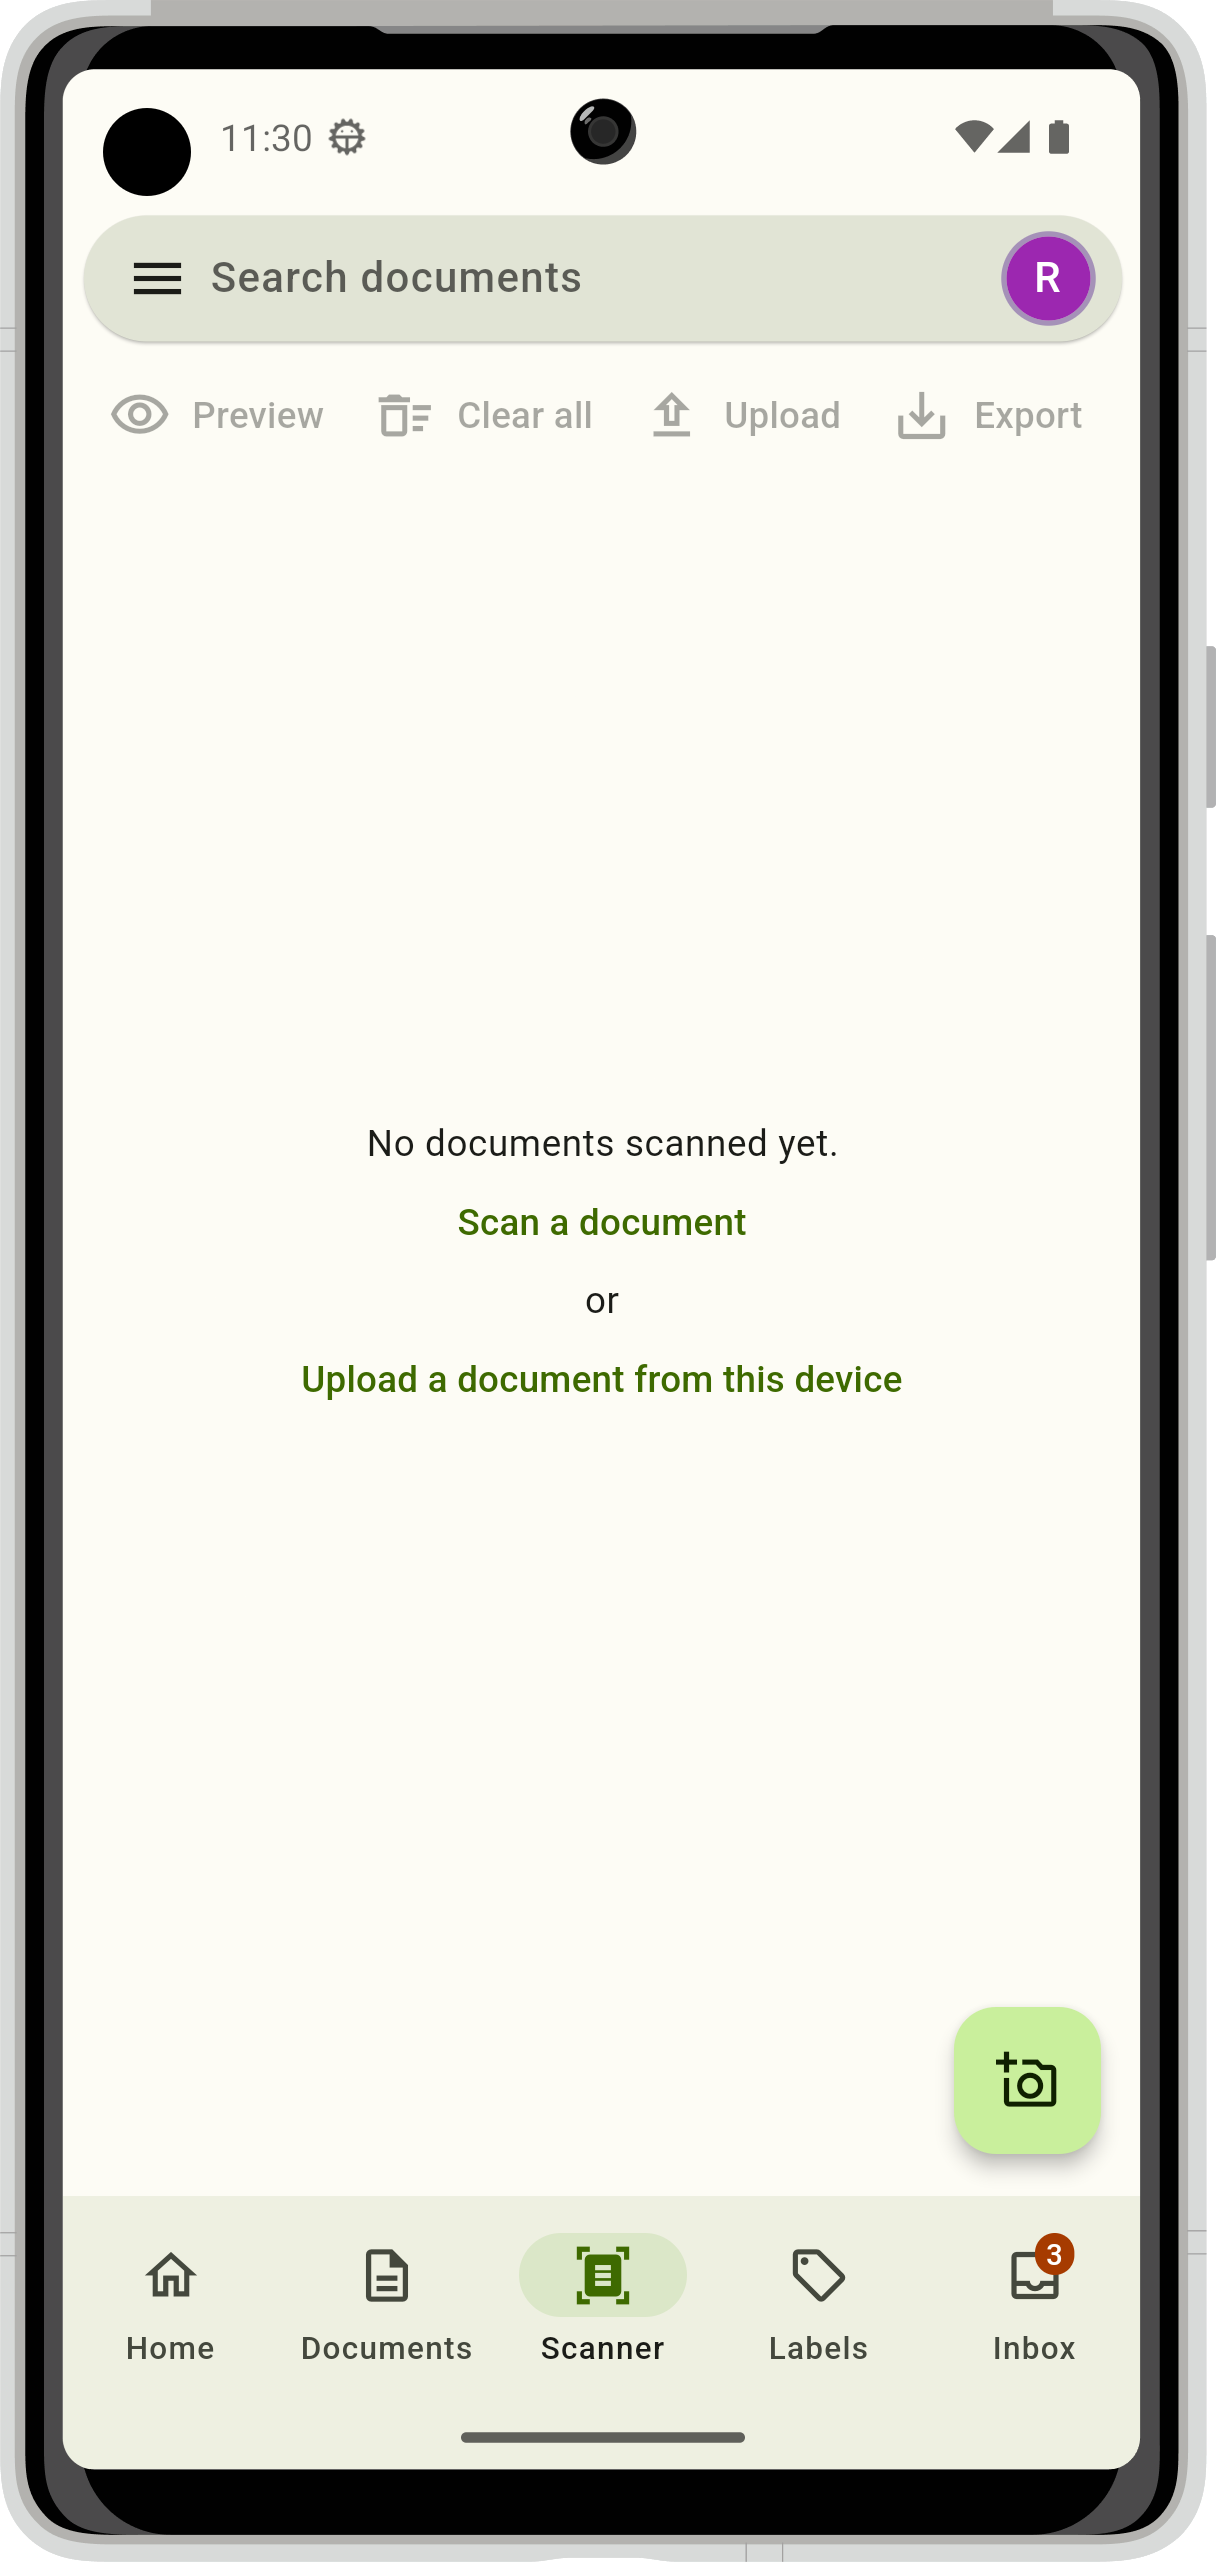 11:30
Search documents
R
Preview Clear all Upload Export
No documents scanned yet.
Scan a document
or
Upload a document from this device
3
Home Documents Scanner Labels Inbox